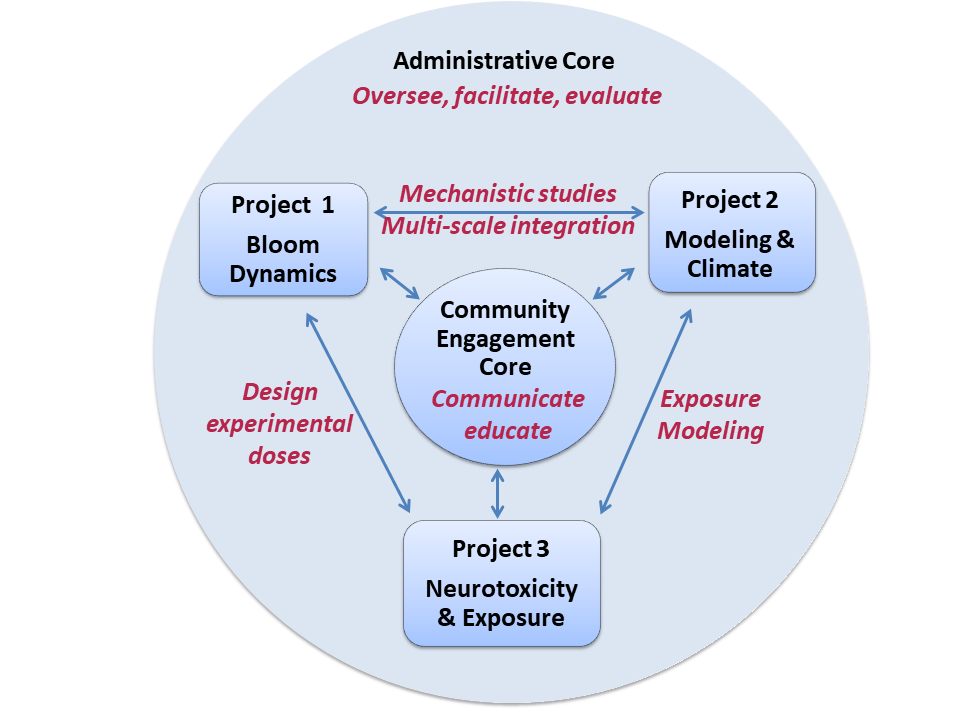 Administrative Core
Oversee, facilitate, evaluate
Project 1
Bloom
Dynamics
Mechanistic studies
Multi-scale integration
Project 2
Modeling &
Climate
Community
Engagement
Core
Communicate
educate
Design
experimental
doses
Exposure
Modeling
Project 3
Neurotoxicity
& Exposure